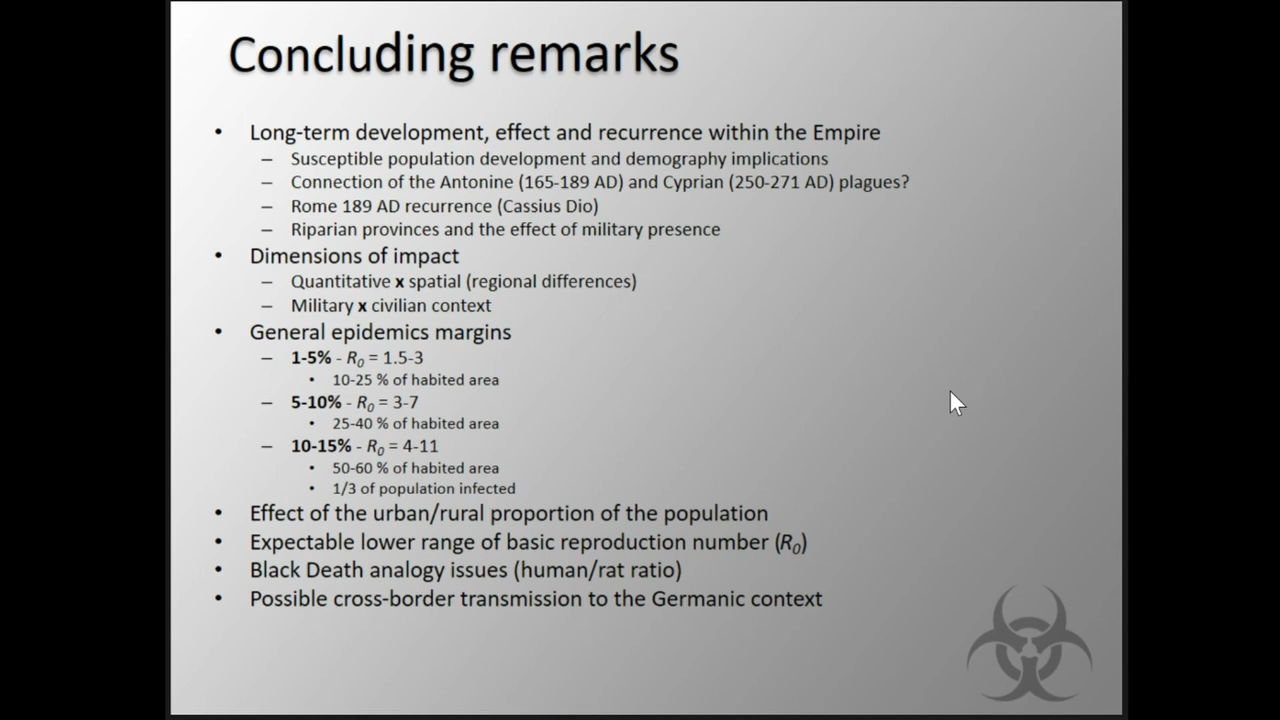 Concluding remarks
• Long-term development, effect and recurrence within the Empire
– Susceptible population development and demography implications
– Connection of the Antonine (165-189 AD) and Cyprian (250-271 AD) plagues?
– Rome 189 AD recurrence (Cassius Dio)
– Riparian provinces and the effect of military presence
• Dimensions of impact
– Quantitative x spatial (regional differences)
– Military x civilian context
• General epidemics margins
– 1-5% - R0 = 1.5-3
• 10-25 % of habited area
– 5-10% - R0 = 3-7
• 25-40 % of habited area
– 10-15% - R0 = 4-11
• 50-60 % of habited area
• 1/3 of population infected
• Effect of the urban/rural proportion of the population
• Expectable lower range of basic reproduction number (R0)
• Black Death analogy issues (human/rat ratio)
• Possible cross-border transmission to the Germanic context